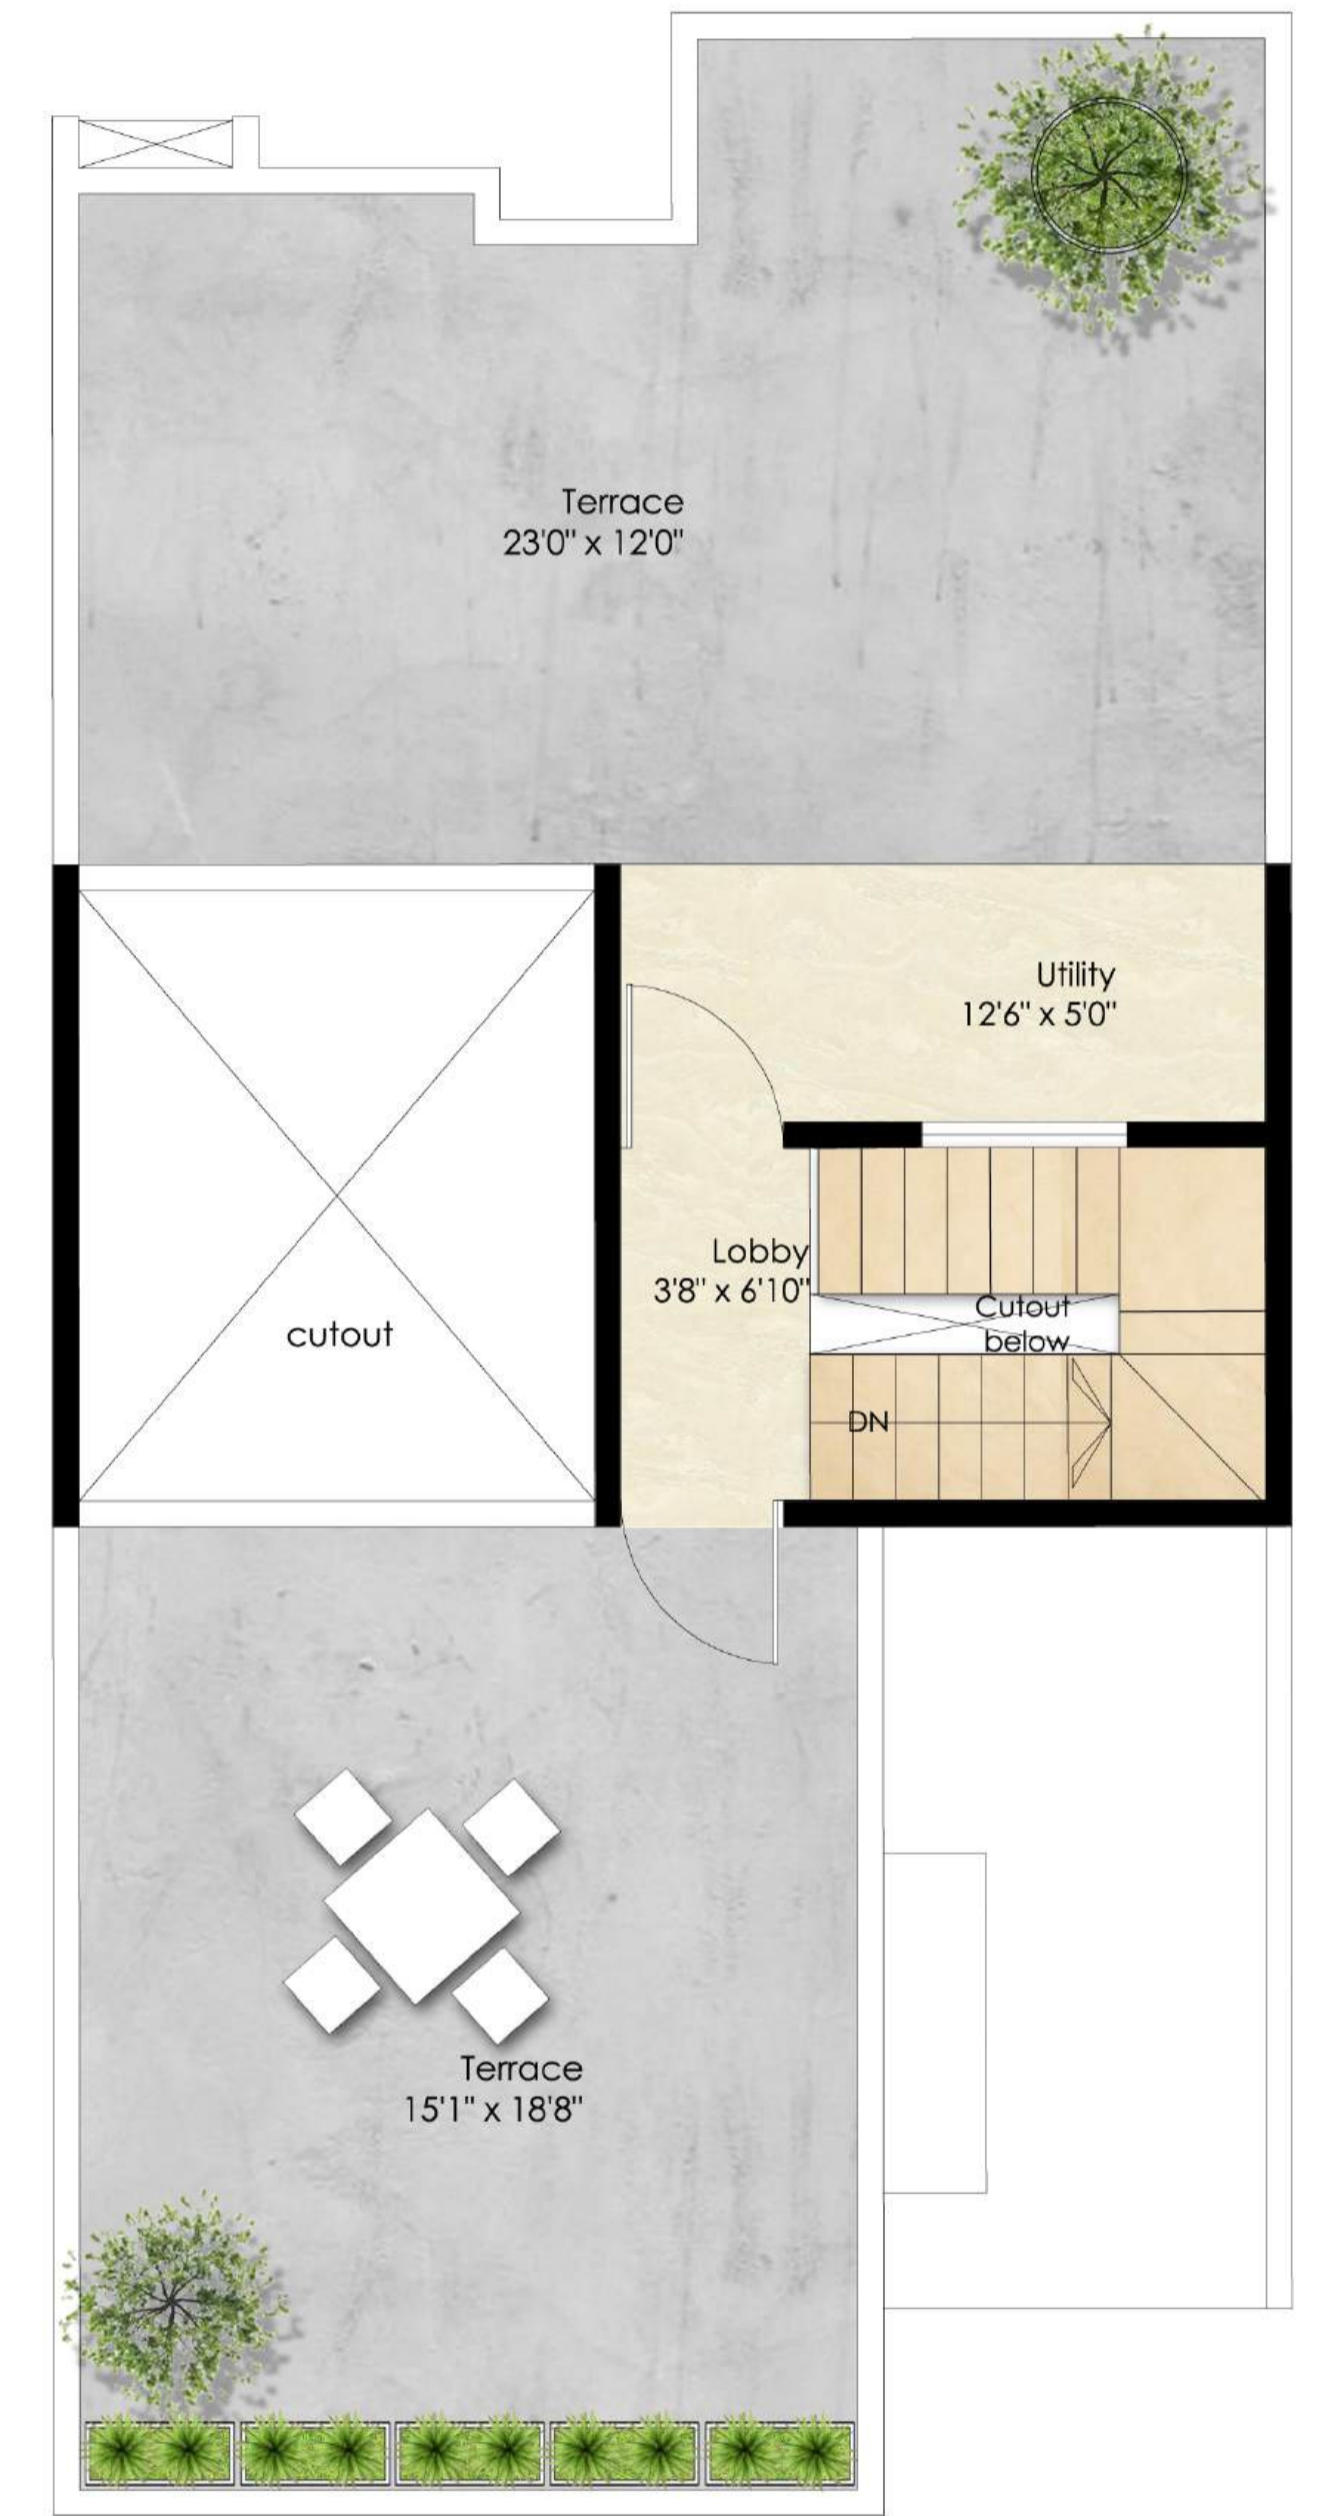 Terrace
23'0" x 12'0"
Utility
12'6" x 5'0"
Lobby
3'8" x 6'10"
cutout
Cutout
below
DN
Terrace
15'1" x 18'8"